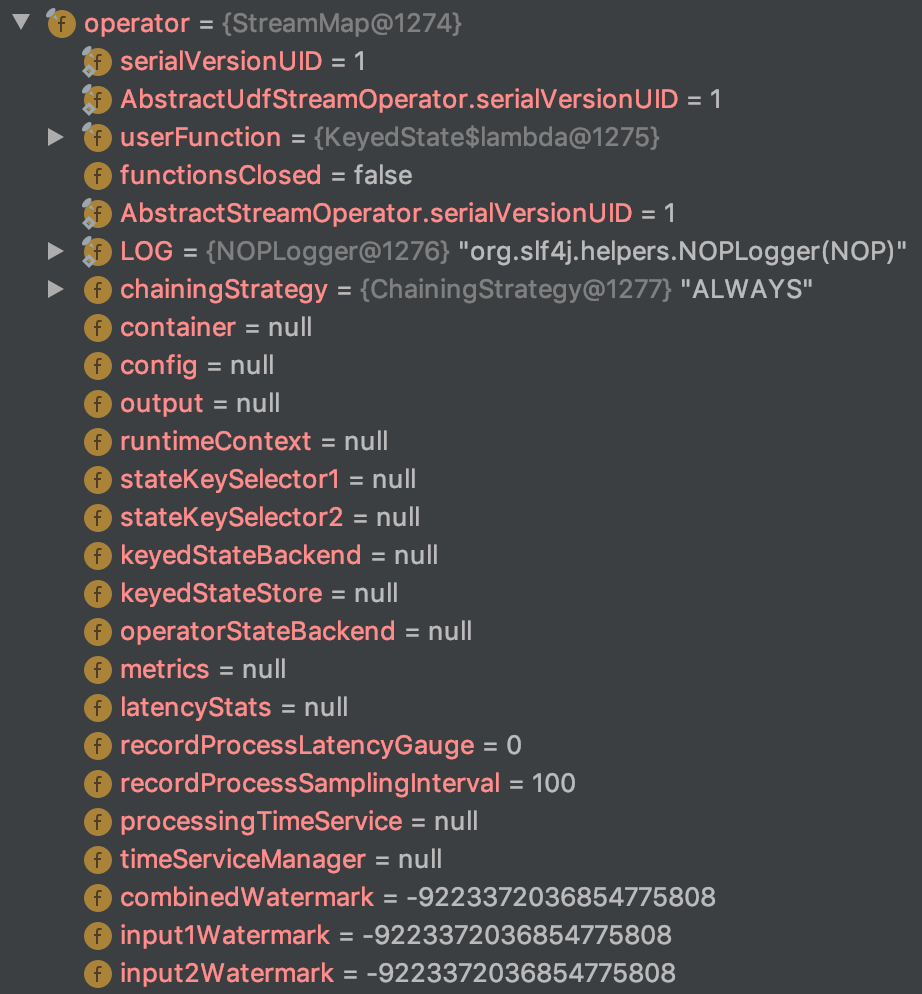 operator = {StreamMap@1274}
serialVersionUID = 1
AbstractUdfStreamOperator.serialVersionUID = 1
userFunction = {KeyedState$lambda@1275}
functionsClosed = false
AbstractStreamOperator.serialVersionUID = 1
LOG = {NOPLogger@1276} "org.slf4j.helpers.NOPLogger(NOP)"
chainingStrategy = {ChainingStrategy@1277} "ALWAYS"
container = null
config = null
output = null
runtimeContext = null
stateKeySelector1 = null
stateKeySelector2 = null
keyedStateBackend = null
keyedStateStore = null
operatorStateBackend = null
metrics = null
latencyStats = null
recordProcessLatencyGauge = 0
recordProcessSamplingInterval = 100
processingTimeService = null
timeServiceManager = null
combinedWatermark = -9223372036854775808
input1Watermark = -9223372036854775808
input2Watermark = -9223372036854775808